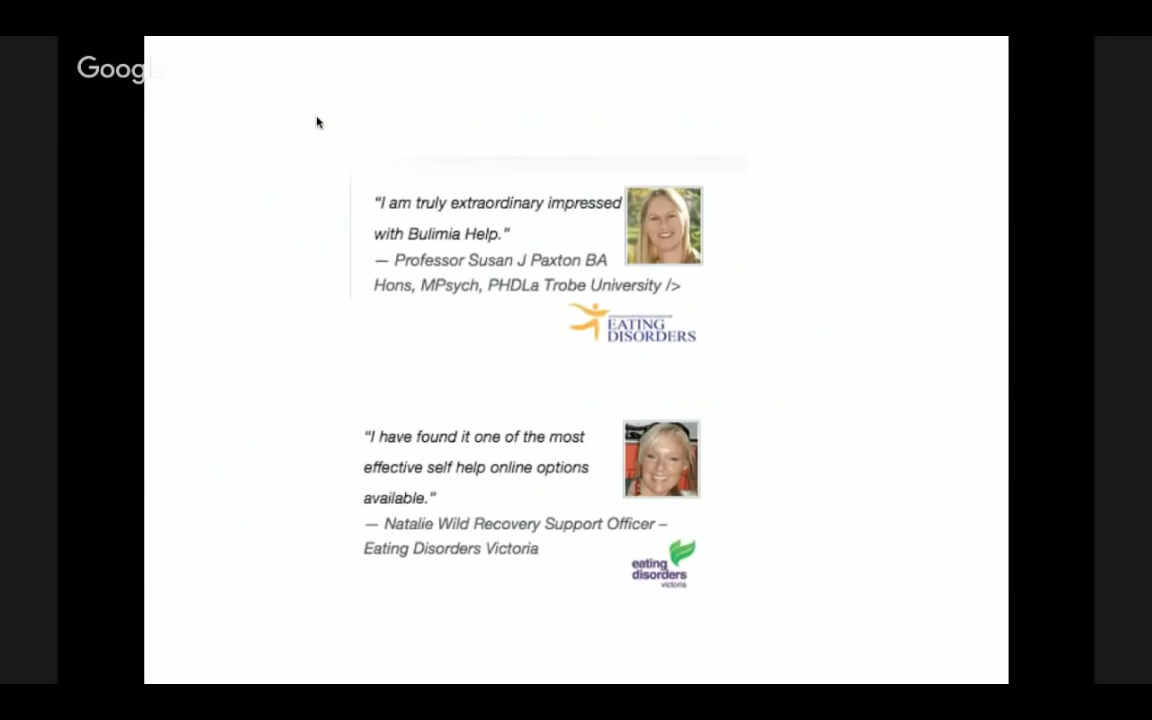 Googl
“I am truly extraordinary impressed
with Bulimia Help.”
— Professor Susan J Paxton BA
Hons, MPsych, PHDLa Trobe University />
EATING
DISORDERS
“I have found it one of the most
effective self help online options
available.”
— Natalie Wild Recovery Support Officer –
Eating Disorders Victoria
eating
disorders
victoria